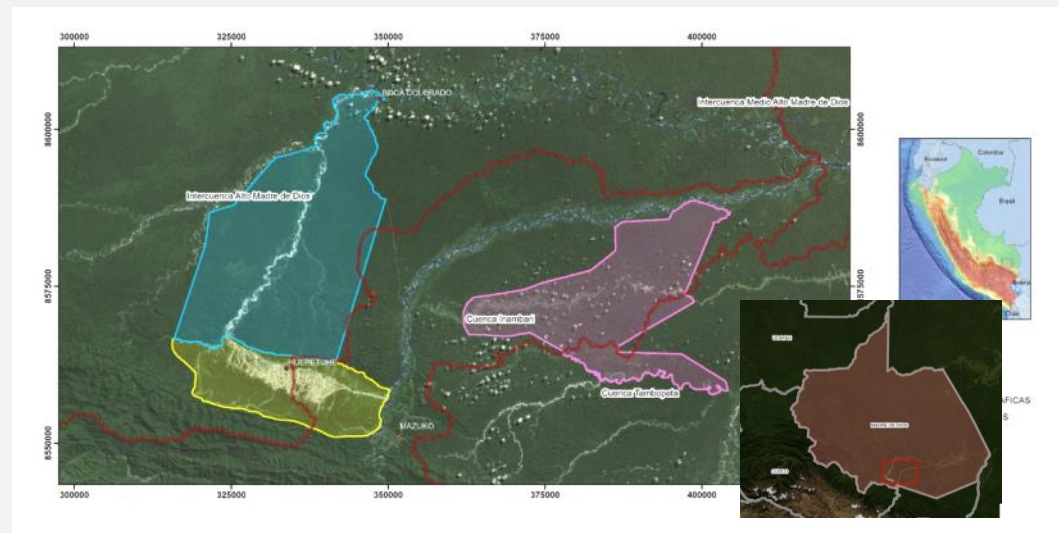 300000 325000 350000 375000 400000
BOCA COLORADO
Intercuenca Medio Alto Madre de Dios
8600000 8600000
Intercuenca Alto Madre de Dios
8575000 8575000
Cuenca Inambari
HUEPETUHE
Cuenca Tambopata
MAZUKO
8550000
300000 325000 350000 375000 400000
Ecuador
Colombia
Brasil
Chile
MADRE DE DIOS
CUSCO
AFICAS
S